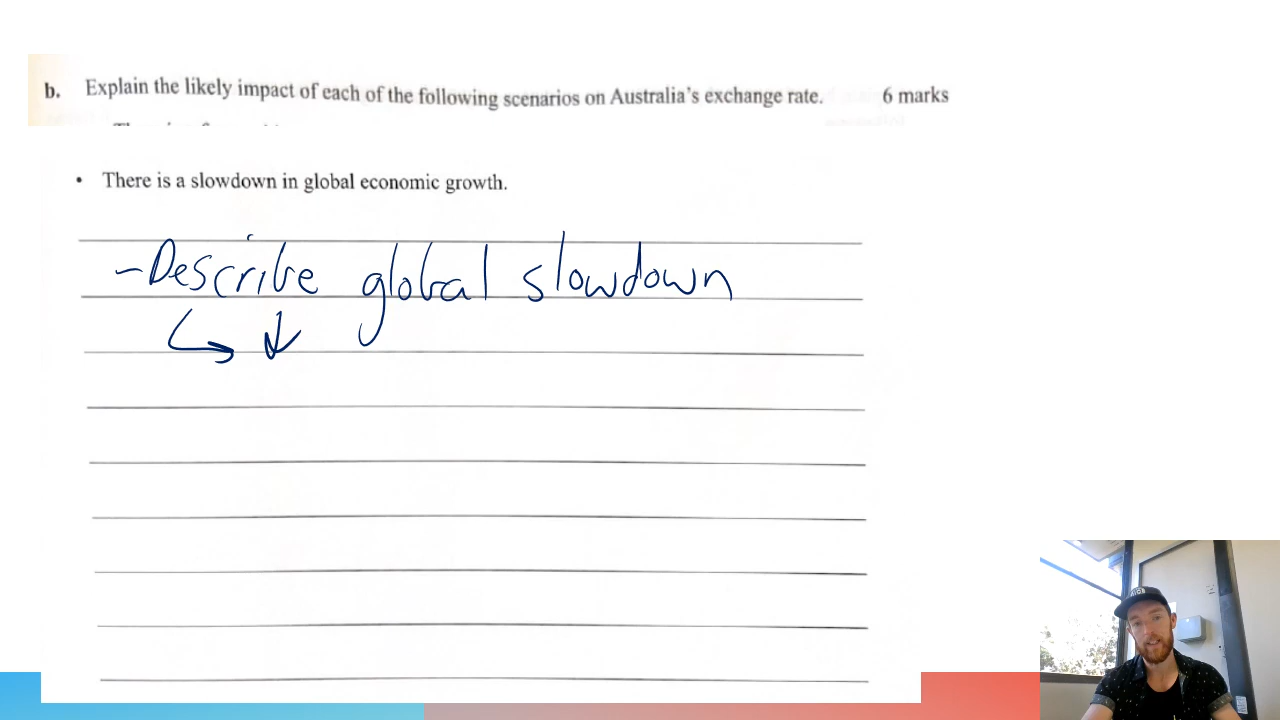 b. Explain the likely impact of each of the following scenarios on Australia's exchange rate. 6 marks
• There is a slowdown in global economic growth.
- Describe global slowdown
↳ ↓